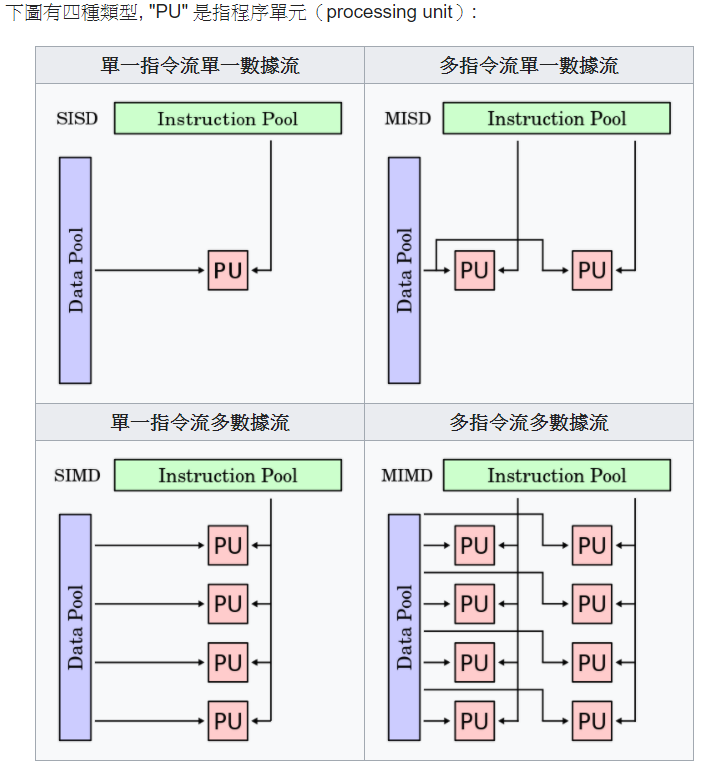 下圖有四種類型, "PU" 是指程序單元（processing unit）:
單一指令流單一數據流
多指令流單一數據流
SISD
Instruction Pool
Data Pool
PU
MISD
Instruction Pool
Data Pool
PU
PU
單一指令流多數據流
多指令流多數據流
SIMD
Instruction Pool
Data Pool
PU
PU
PU
PU
MIMD
Instruction Pool
Data Pool
PU
PU
PU
PU
PU
PU
PU
PU